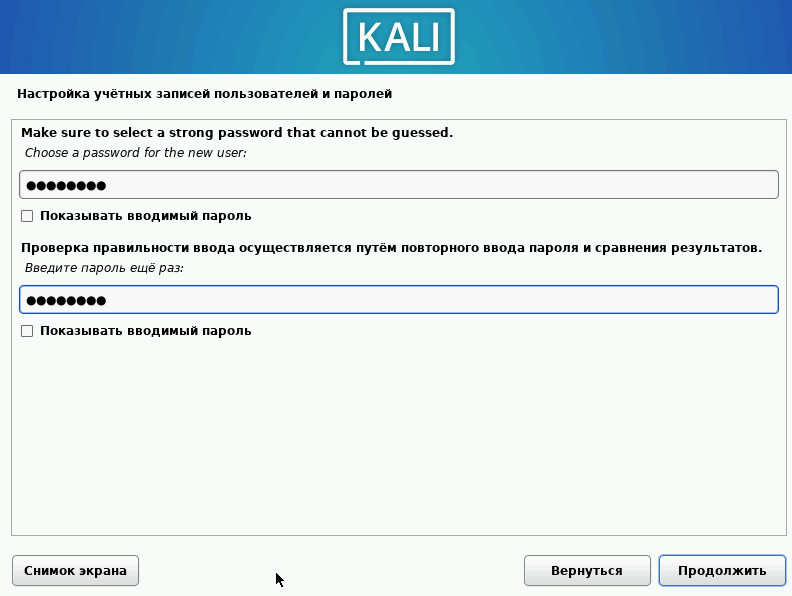 KALI
Настройка учётных записей пользователей и паролей
Make sure to select a strong password that cannot be guessed.
Choose a password for the new user:
●●●●●●●●
Показывать вводимый пароль
Проверка правильности ввода осуществляется путём повторного ввода пароля и сравнения результатов.
Введите пароль ещё раз:
●●●●●●●●
Показывать вводимый пароль
Снимок экрана Вернуться Продолжить